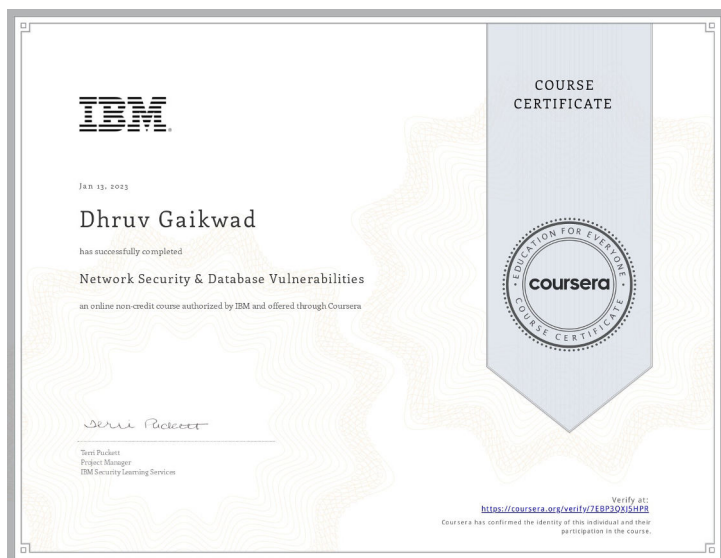 IBM
COURSE
CERTIFICATE
Jan 13, 2023
Dhruv Gaikwad
has successfully completed
Network Security & Database Vulnerabilities
an online non-credit course authorized by IBM and offered through Coursera
EDUCATION FOR EVERYONE
coursera
COURSE CERTIFICATE
Terri Puckett
Terri Puckett
Project Manager
IBM Security Learning Services
Verify at:
https://coursera.org/verify/7EBP3QXJ5HPR
Coursera has confirmed the identity of this individual and their
participation in the course.